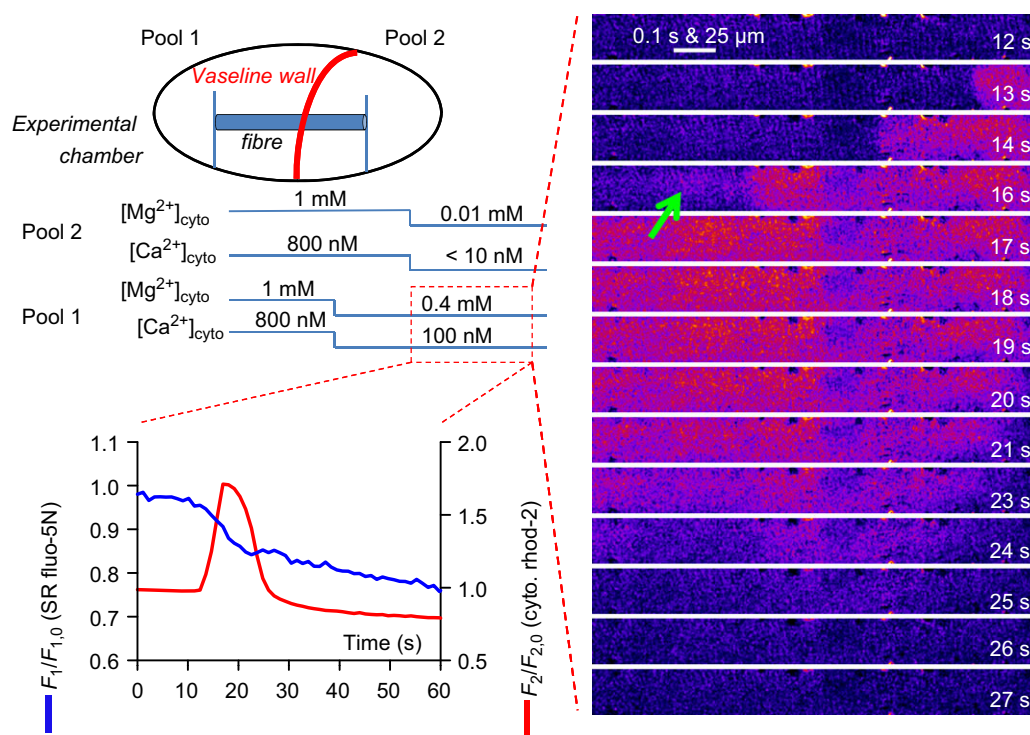 Pool 1
Pool 2
Vaseline wall
Experimental
chamber
fibre
Pool 2
[Mg²⁺]cyto
1 mM
0.01 mM
[Ca²⁺]cyto
800 nM
< 10 nM
Pool 1
[Mg²⁺]cyto
1 mM
0.4 mM
[Ca²⁺]cyto
800 nM
100 nM
1.1
1.0
0.9
0.8
0.7
0.6
2.0
1.5
1.0
0.5
0
10
20
30
40
50
60
Time (s)
F1/F1,0 (SR fluo-5N)
F2/F2,0 (cyto. rhod-2)
0.1 s & 25 µm
12 s
13 s
14 s
16 s
17 s
18 s
19 s
20 s
21 s
23 s
24 s
25 s
26 s
27 s